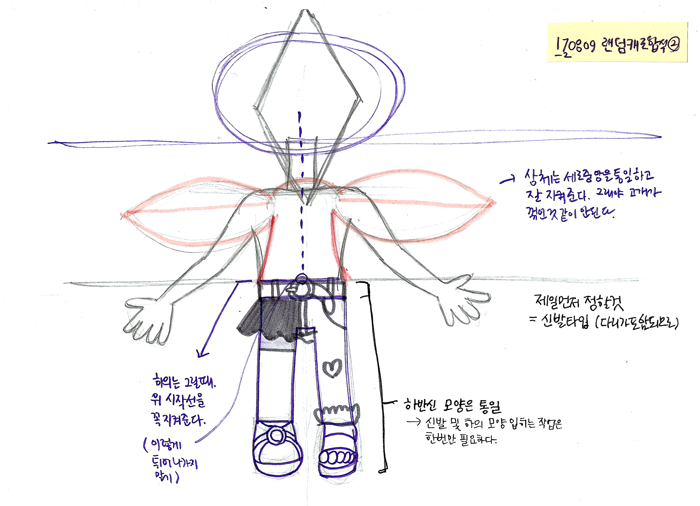 170809 랜덤캐로합작②
→ 상체는 세로중앙을통일하고
잘 지켜준다. 그래야 고개가
꺾인것 같이 안된다.
제일먼저 정할것
= 신발타입 (다리가포함되므로)
하의는 그릴때.
위 시작선을
꼭지켜준다.
(이렇게
튀어나가지
않기)
하반신 모양은 통일
→ 신발 및 하의 모양 입히는 작업은
한번만 필요하다.